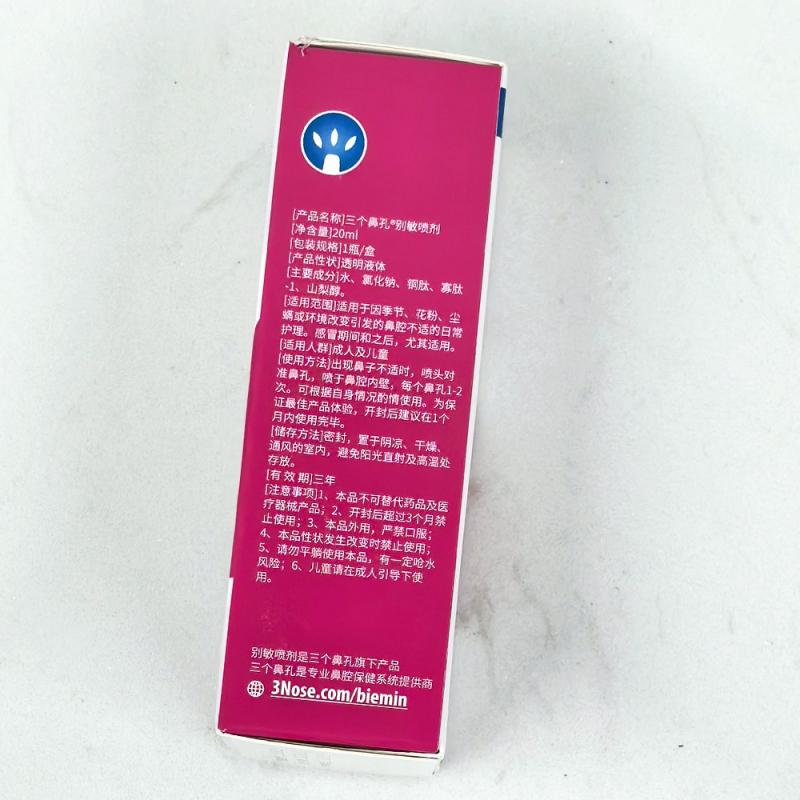 [产品名称]三个鼻孔®别敏喷剂
[净含量]20ml
[包装规格]1瓶/盒
[产品性状]透明液体
[主要成分]水、氯化钠、铜肽、寡肽
-1、山梨醇。
[适用范围]适用于因季节、花粉、尘
螨或环境改变引发的鼻腔不适的日常
护理。感冒期间和之后，尤其适用。
[适用人群]成人及儿童
[使用方法]出现鼻子不适时，喷头对
准鼻孔，喷于鼻腔内壁，每个鼻孔1-2
次。可根据自身情况酌情使用。为保
证最佳产品体验，开封后建议在1个
月内使用完毕。
[储存方法]密封，置于阴凉、干燥、
通风的室内，避免阳光直射及高温处
存放。
[有 效 期]三年
[注意事项]1、本品不可替代药品及医
疗器械产品；2、开封后超过3个月禁
止使用；3、本品外用，严禁口服；
4、本品性状发生改变时禁止使用；
5、请勿平躺使用本品，有一定呛水
风险；6、儿童请在成人引导下使
用。
别敏喷剂是三个鼻孔旗下产品
三个鼻孔是专业鼻腔保健系统提供商
3Nose.com/biemin